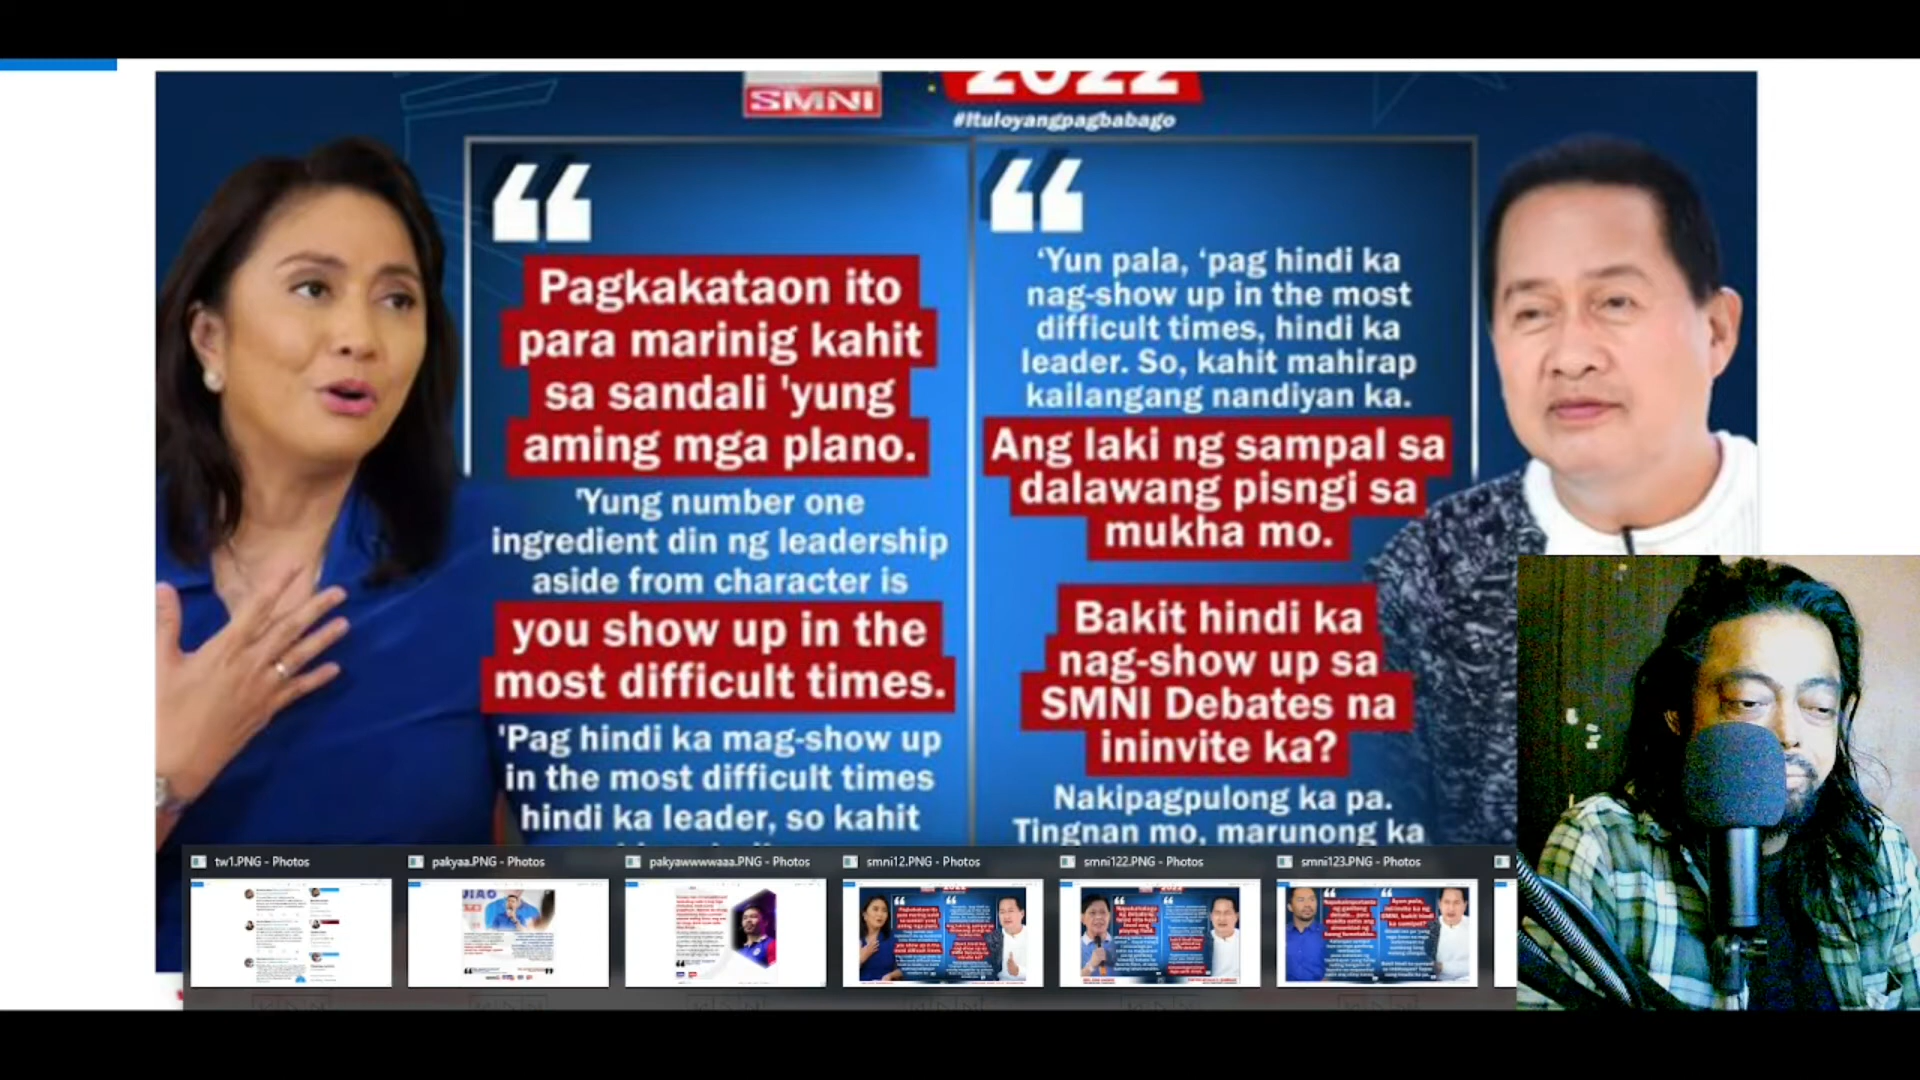 SMNI
2022
#Ituloyangpagbabago
“
Pagkakataon ito
para marinig kahit
sa sandali 'yung
aming mga plano.
'Yung number one
ingredient din ng leadership
aside from character is
you show up in the
most difficult times.
'Pag hindi ka mag-show up
in the most difficult times
hindi ka leader, so kahit
“
‘Yun pala, ‘pag hindi ka
nag-show up in the most
difficult times, hindi ka
leader. So, kahit mahirap
kailangang nandiyan ka.
Ang laki ng sampal sa
dalawang pisngi sa
mukha mo.
Bakit hindi ka
nag-show up sa
SMNI Debates na
ininvite ka?
Nakipagpulong ka pa.
Tingnan mo, marunong ka
tw1.PNG - Photos
pakyaa.PNG - Photos
pakyawwwwaaa.PNG - Photos
smni12.PNG - Photos
smni122.PNG - Photos
smni123.PNG - Photos